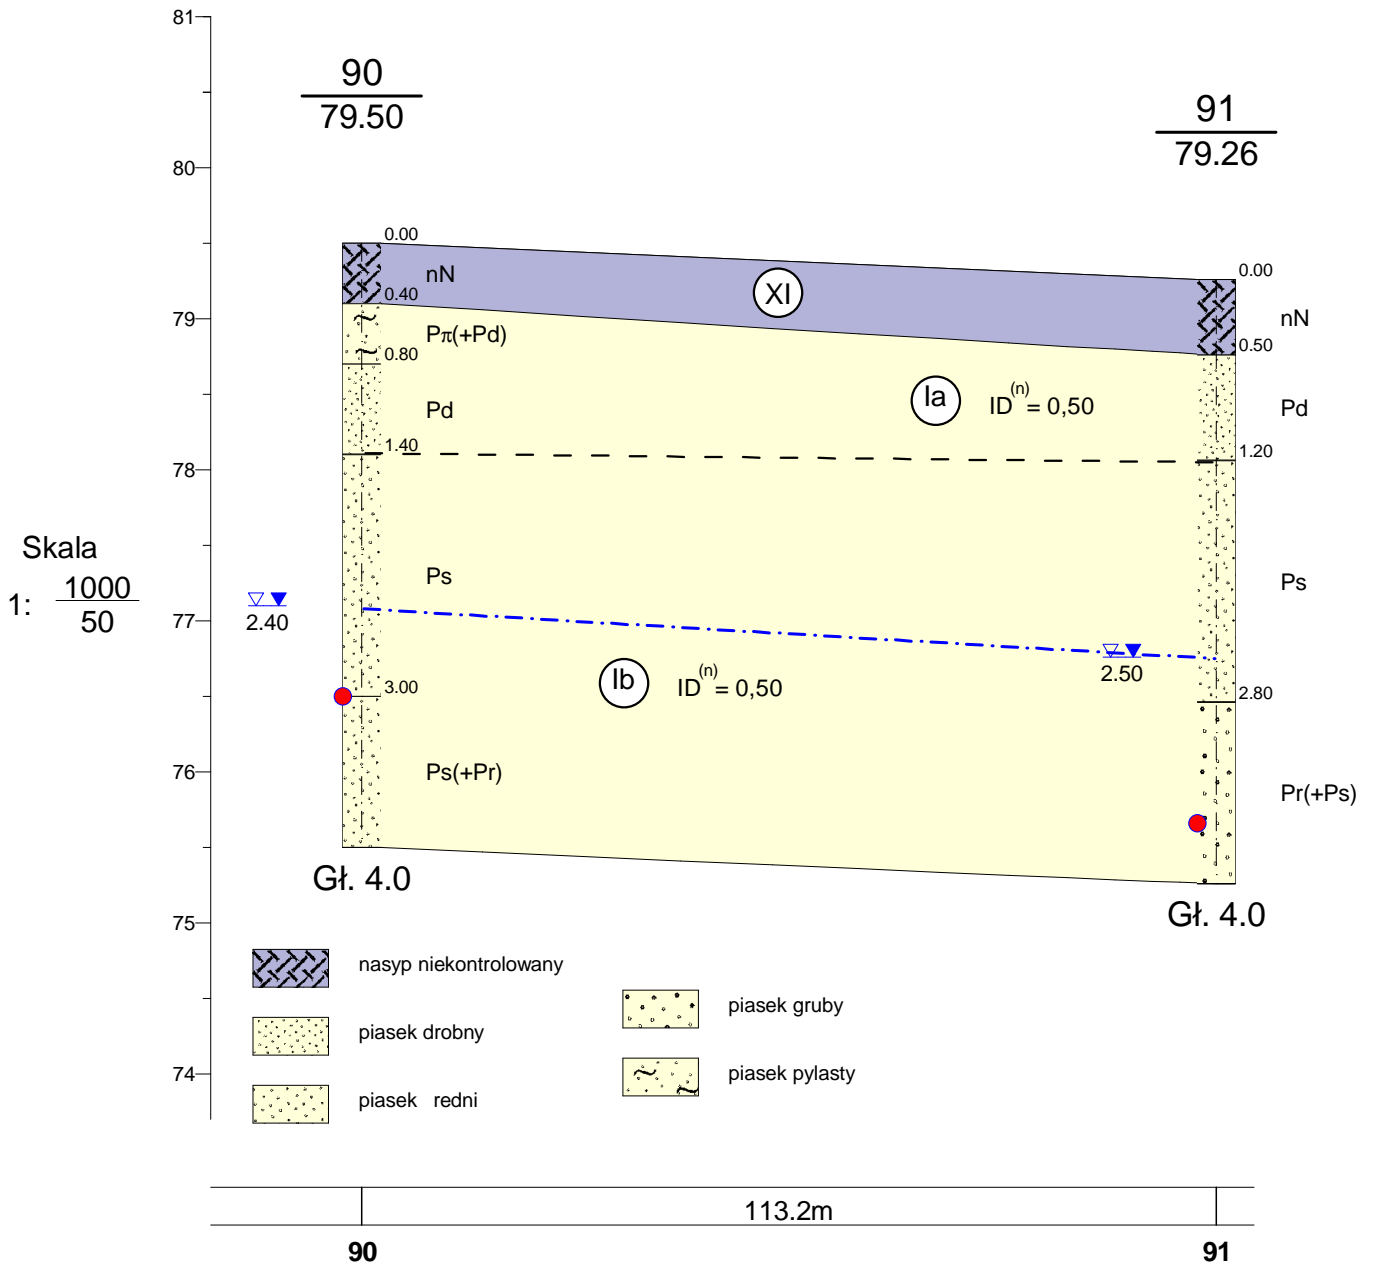 81
90
79.50
91
79.26
80
0.00
0.00
nN
XI
0.40
79
nN
Pπ(+Pd)
0.50
0.80
Ia
ID(n) = 0,50
Pd
Pd
1.40
1.20
78
Skala
1: 1000
50
Ps
Ps
77
2.40
2.50
Ib
ID(n) = 0,50
3.00
2.80
76
Ps(+Pr)
Pr(+Ps)
Gł. 4.0
Gł. 4.0
75
nasyp niekontrolowany
piasek gruby
piasek drobny
piasek pylasty
74
piasek redni
113.2m
90
91